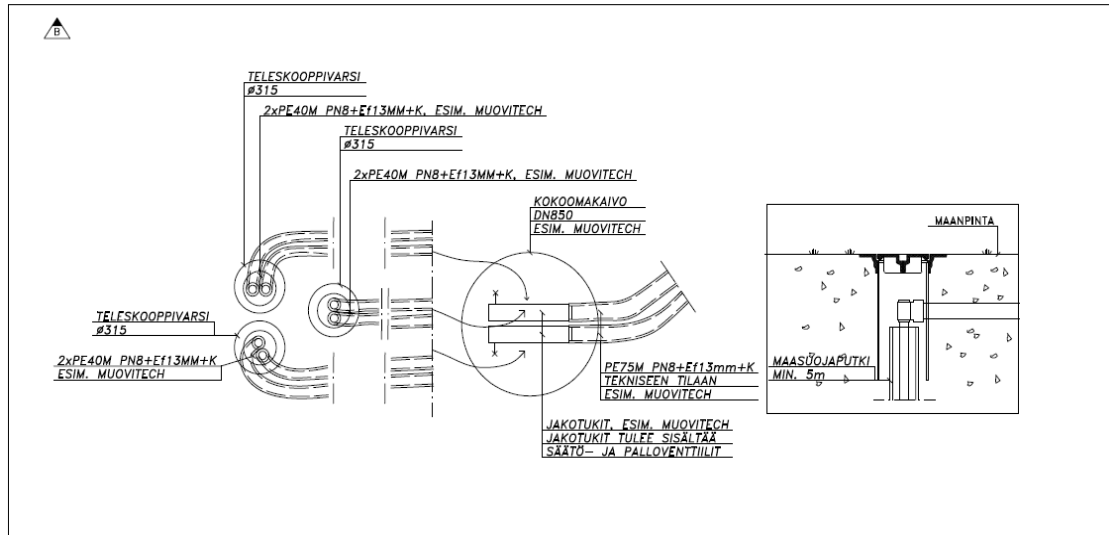 B
TELESKOOPPIVARSI
Ø315
2xPE40M PN8+Ef13MM+K, ESIM. MUOVITECH
TELESKOOPPIVARSI
Ø315
2xPE40M PN8+Ef13MM+K, ESIM. MUOVITECH
KOKOOMAKAIVO
DN850
ESIM. MUOVITECH
MAANPINTA
TELESKOOPPIVARSI
Ø315
2xPE40M PN8+Ef13MM+K
ESIM. MUOVITECH
PE75M PN8+Ef13mm+K
TEKNISEEN TILAAN
ESIM. MUOVITECH
MAASUOJAPUTKI
MIN. 5m
JAKOTUKIT, ESIM. MUOVITECH
JAKOTUKIT TULEE SISÄLTÄÄ
SÄÄTÖ- JA PALLOVENTTIILIT